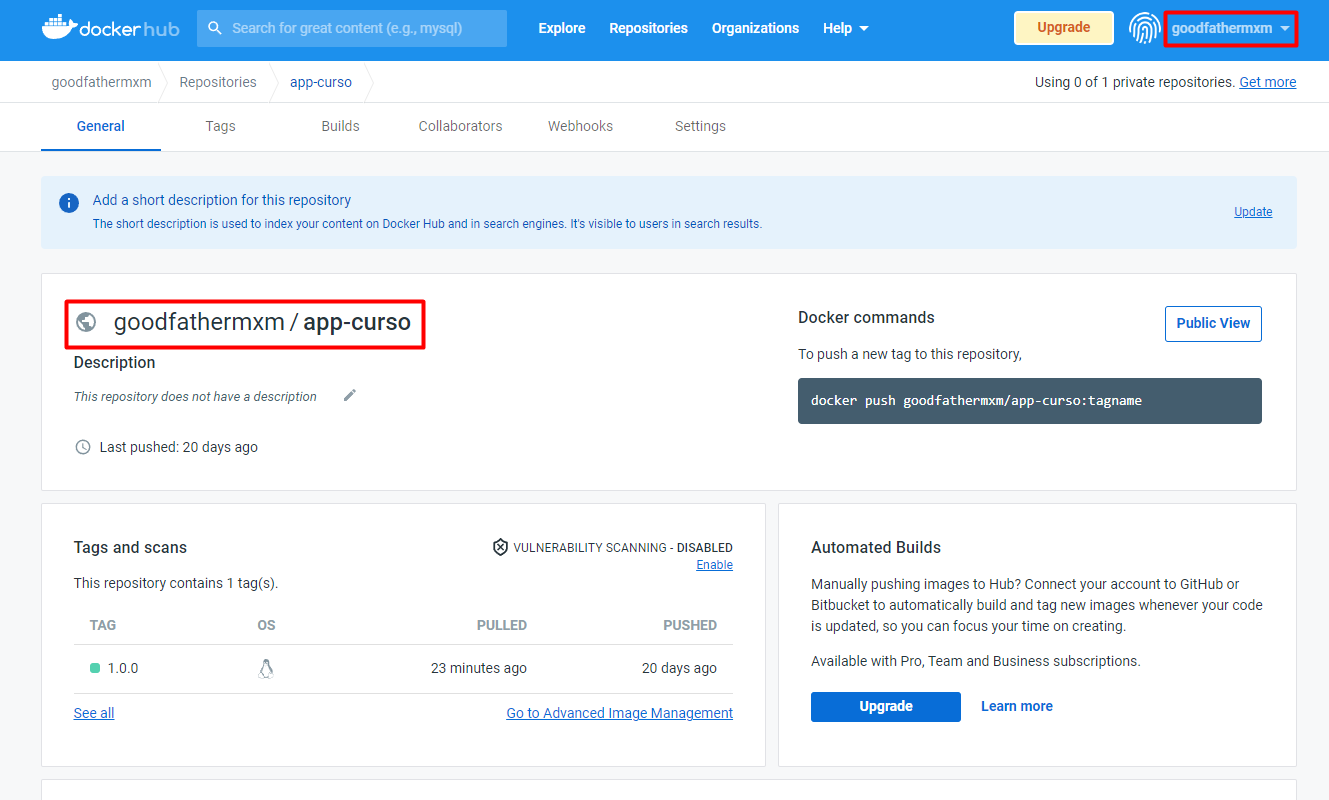 dockerhub
Search for great content (e.g., mysql)
Explore
Repositories
Organizations
Help
Upgrade
goodfathermxm
goodfathermxm
Repositories
app-curso
Using 0 of 1 private repositories. Get more
General
Tags
Builds
Collaborators
Webhooks
Settings
Add a short description for this repository
The short description is used to index your content on Docker Hub and in search engines. It's visible to users in search results.
Update
goodfathermxm / app-curso
Description
This repository does not have a description
Last pushed: 20 days ago
Docker commands
Public View
To push a new tag to this repository,
docker push goodfathermxm/app-curso:tagname
Tags and scans
VULNERABILITY SCANNING - DISABLED
Enable
This repository contains 1 tag(s).
TAG OS PULLED PUSHED
1.0.0 23 minutes ago 20 days ago
See all
Go to Advanced Image Management
Automated Builds
Manually pushing images to Hub? Connect your account to GitHub or
Bitbucket to automatically build and tag new images whenever your code
is updated, so you can focus your time on creating.
Available with Pro, Team and Business subscriptions.
Upgrade
Learn more